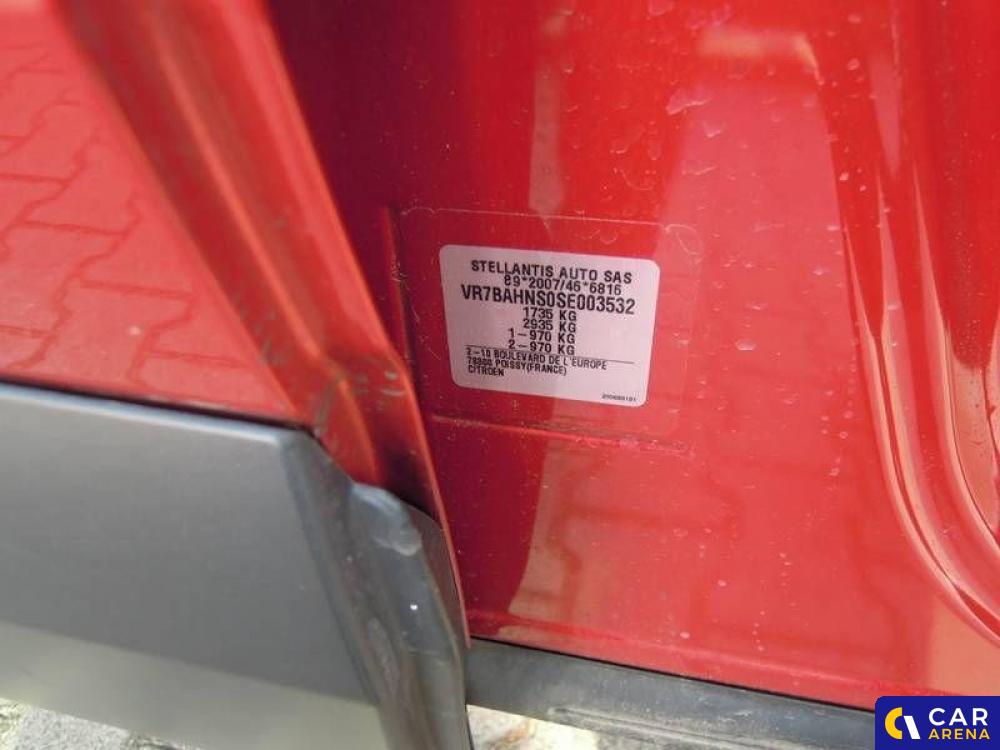 STELLANTIS AUTO SAS
e9*2007/46*6816
VR7BAHNS0SE003532
1735 KG
2935 KG
1-970 KG
2-970 KG
2-10 BOULEVARD DE L'EUROPE
78300 POISSY(FRANCE)
CITROEN
CAR
ARENA